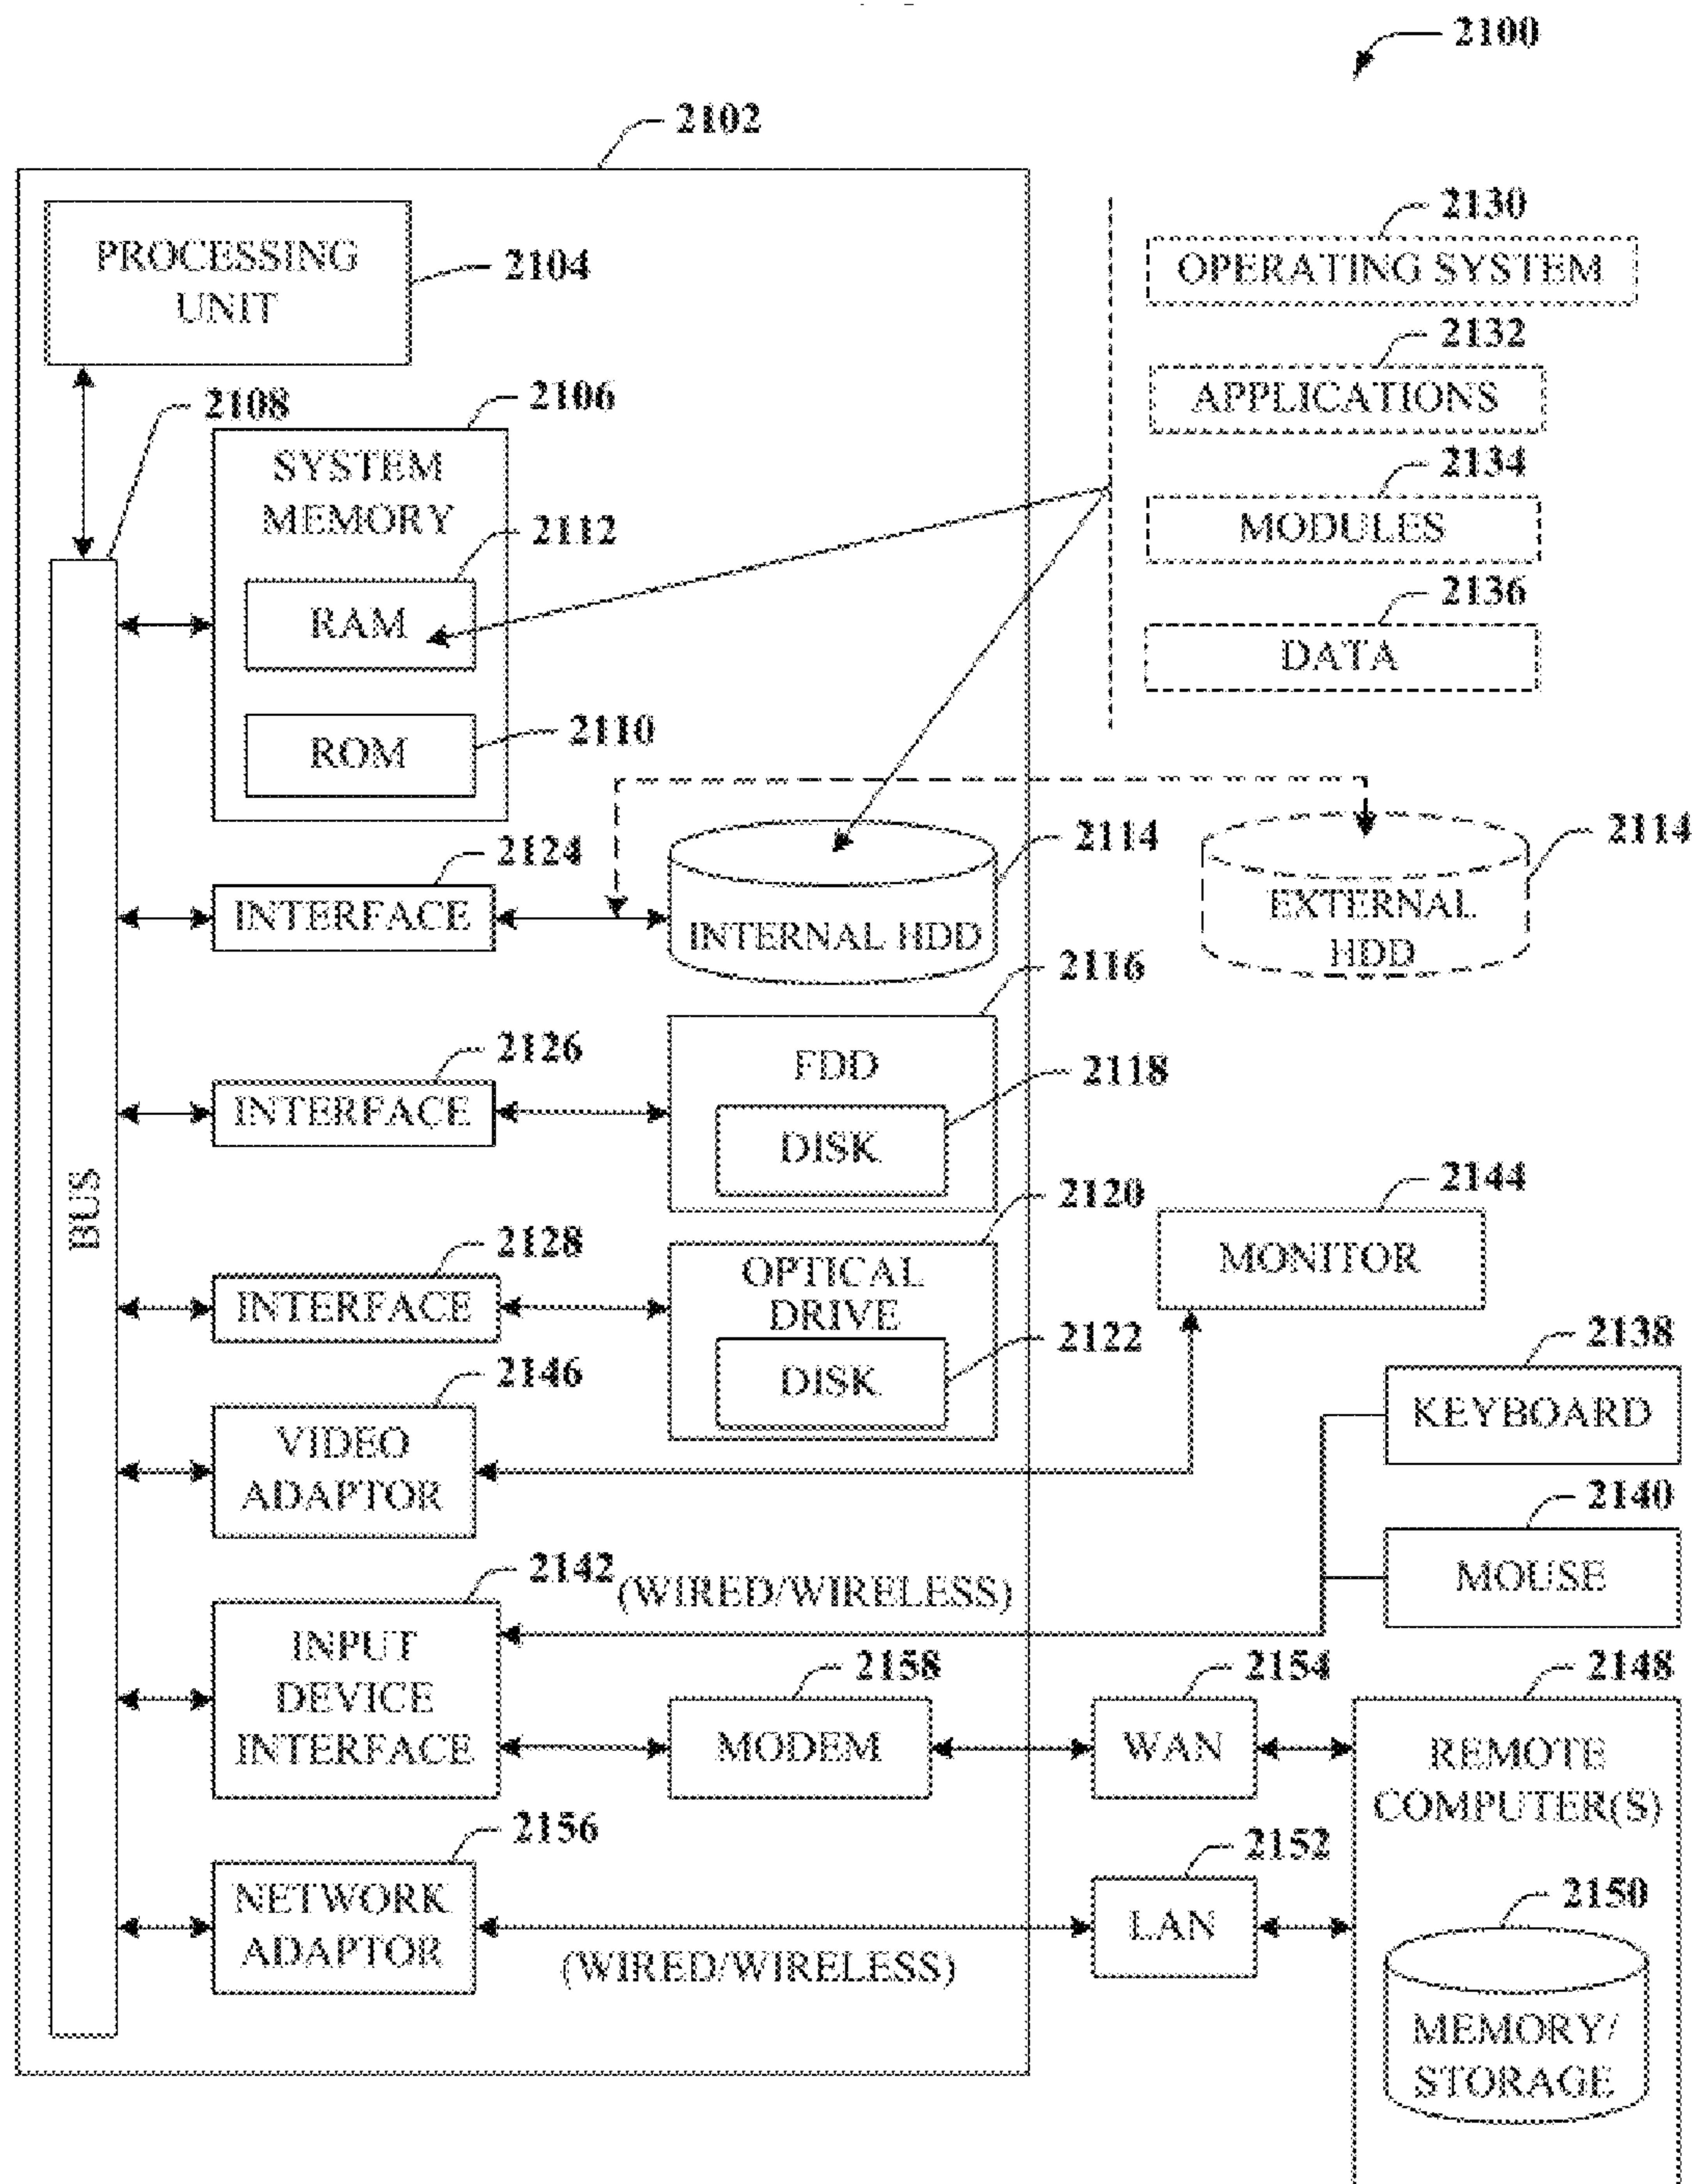 2100
2102
PROCESSING
UNIT
2104
2130
OPERATING SYSTEM
2132
APPLICATIONS
2134
MODULES
2136
DATA
2108
2106
SYSTEM
MEMORY
2112
RAM
2110
ROM
2124
INTERFACE
2114
INTERNAL HDD
2114
EXTERNAL
HDD
2126
INTERFACE
2116
FDD
2118
DISK
BUS
2128
INTERFACE
2120
OPTICAL
DRIVE
2122
DISK
2144
MONITOR
2146
VIDEO
ADAPTOR
2138
KEYBOARD
2140
MOUSE
2142
(WIRED/WIRELESS)
INPUT
DEVICE
INTERFACE
2158
MODEM
2154
WAN
2148
REMOTE
COMPUTER(S)
2156
NETWORK
ADAPTOR
(WIRED/WIRELESS)
2152
LAN
2150
MEMORY/
STORAGE